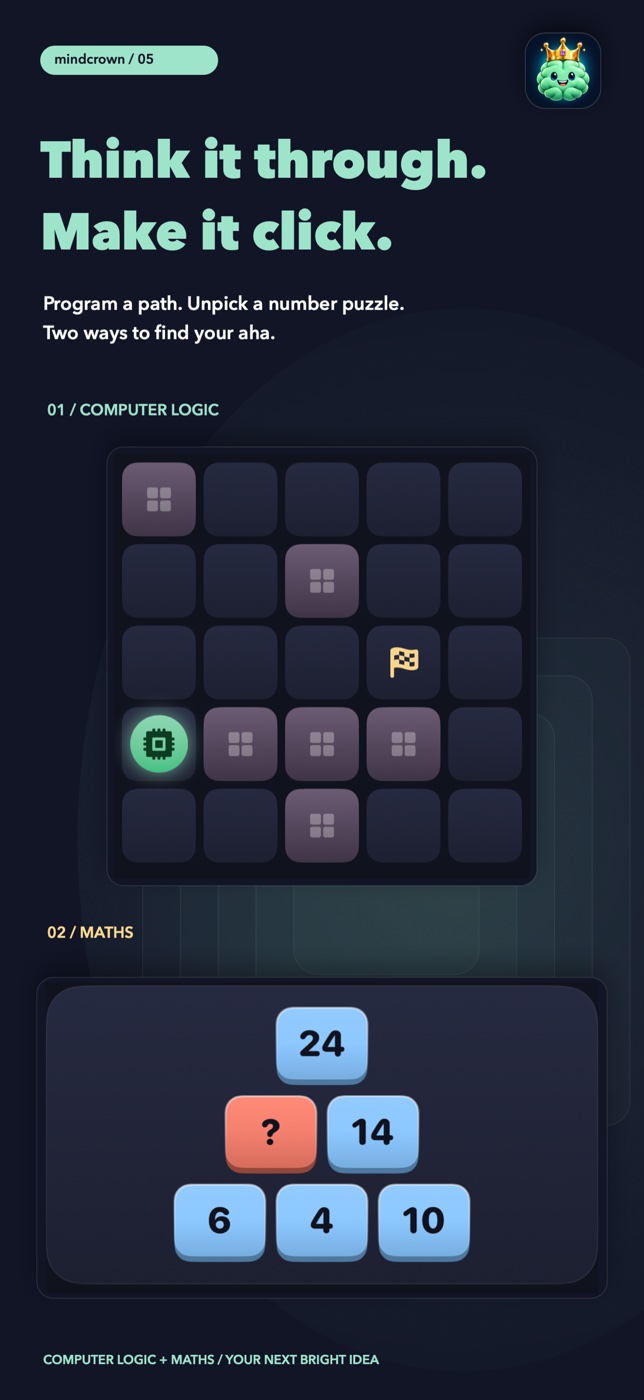 mindcrown / 05
Think it through.
Make it click.
Program a path. Unpick a number puzzle.
Two ways to find your aha.
01 / COMPUTER LOGIC
02 / MATHS
24
? 14
6 4 10
COMPUTER LOGIC + MATHS / YOUR NEXT BRIGHT IDEA